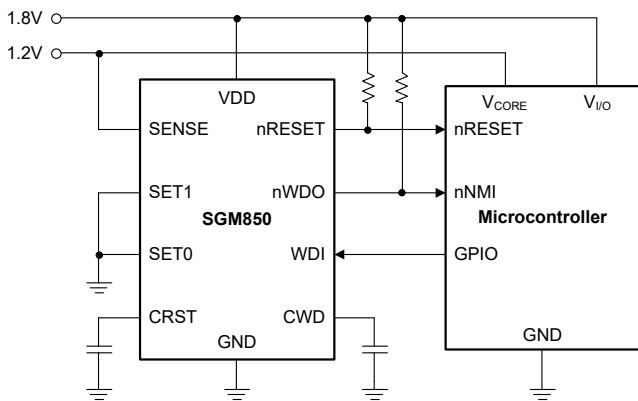 1.8V
1.2V
VDD
SENSE
nRESET
SET1
nWDO
SGM850
SET0
WDI
CRST
CWD
GND
VCORE
VI/O
nRESET
nNMI
Microcontroller
GPIO
GND